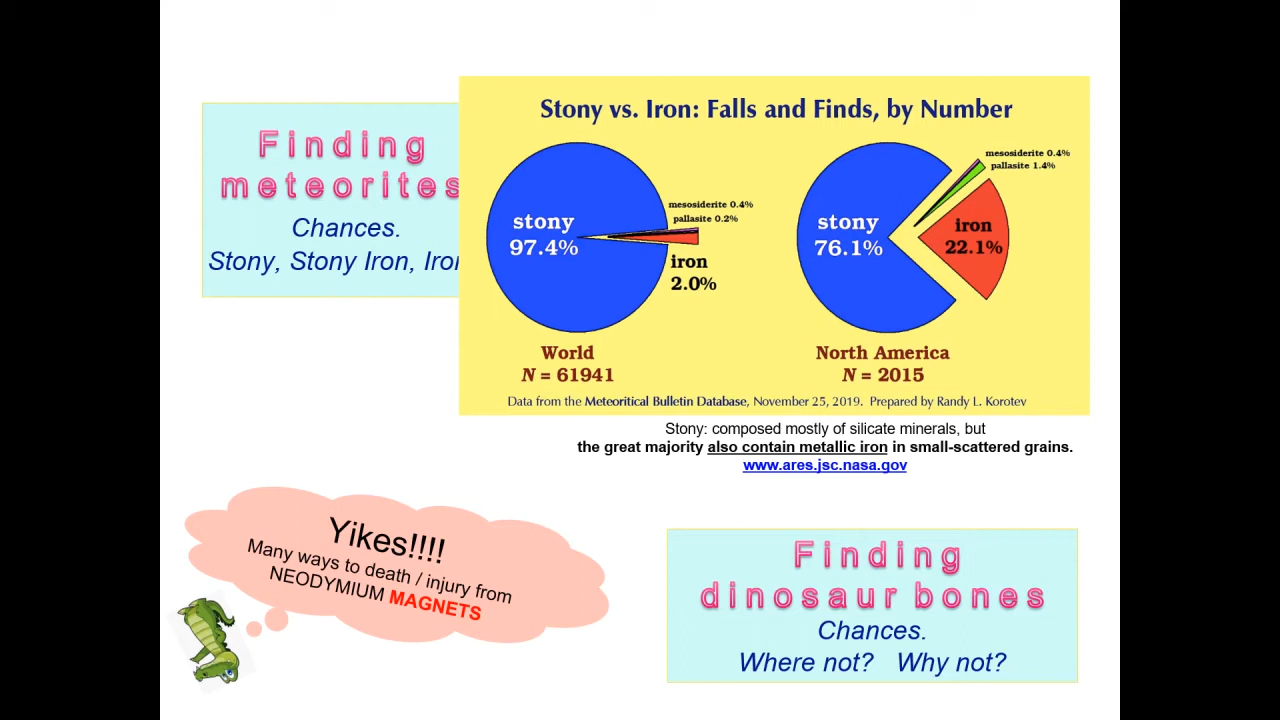 Finding
meteorites
Chances.
Stony, Stony Iron, Iro
Stony vs. Iron: Falls and Finds, by Number
stony
97.4%
mesosiderite 0.4%
pallasite 0.2%
iron
2.0%
World
N = 61941
stony
76.1%
mesosiderite 0.4%
pallasite 1.4%
iron
22.1%
North America
N = 2015
Data from the Meteoritical Bulletin Database, November 25, 2019. Prepared by Randy L. Korotev
Stony: composed mostly of silicate minerals, but
the great majority also contain metallic iron in small-scattered grains.
www.ares.jsc.nasa.gov
Yikes!!!!
Many ways to death / injury from
NEODYMIUM MAGNETS
Finding
dinosaur bones
Chances.
Where not? Why not?